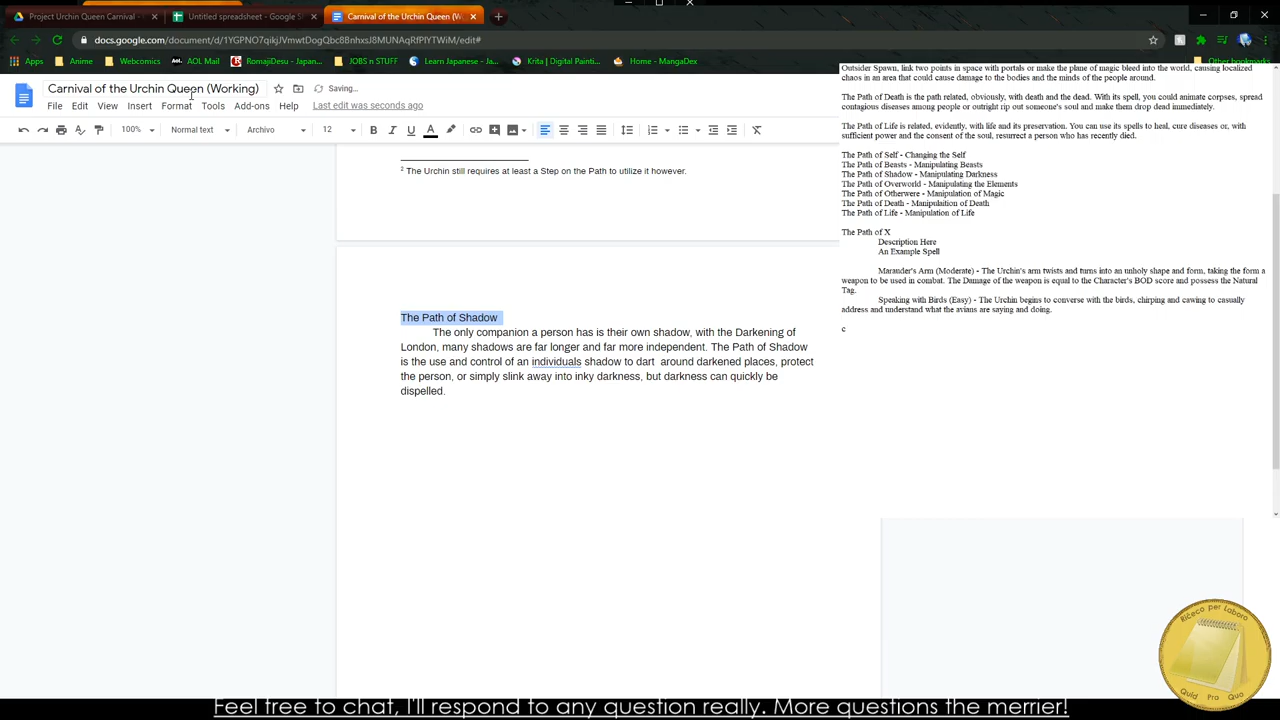 Project Urchin Queen Carnival -
Untitled spreadsheet - Google S
Carnival of the Urchin Queen (W
docs.google.com/document/d/1YGPNO7qikjJVmwtDogQbc8BnhxsJ8MUNAqRfPlYTWiM/edit#
Apps
Anime
Webcomics
AOL Mail
RomajiDesu - Japan...
JOBS n STUFF
Learn Japanese - Ja...
Krita | Digital Paintin...
Home - MangaDex
Other bookmarks
Carnival of the Urchin Queen (Working)
Saving...
File Edit View Insert Format Tools Add-ons Help Last edit was seconds ago
100% Normal text Archivo 12
2 The Urchin still requires at least a Step on the Path to utilize it however.
The Path of Shadow
The only companion a person has is their own shadow, with the Darkening of
London, many shadows are far longer and far more independent. The Path of Shadow
is the use and control of an individuals shadow to dart around darkened places, protect
the person, or simply slink away into inky darkness, but darkness can quickly be
dispelled.
Outsider Spawn, link two points in space with portals or make the plane of magic bleed into the world, causing localized
chaos in an area that could cause damage to the bodies and the minds of the people around.
The Path of Death is the path related, obviously, with death and the dead. With its spell, you could animate corpses, spread
contagious diseases among people or outright rip out someone's soul and make them drop dead immediately.
The Path of Life is related, evidently, with life and its preservation. You can use its spells to heal, cure diseases or, with
sufficient power and the consent of the soul, resurrect a person who has recently died.
The Path of Self - Changing the Self
The Path of Beasts - Manipulating Beasts
The Path of Shadow - Manipulating Darkness
The Path of Overworld - Manipulating the Elements
The Path of Otherwere - Manipulation of Magic
The Path of Death - Manipulaition of Death
The Path of Life - Manipulation of Life
The Path of X
Description Here
An Example Spell
Marauder's Arm (Moderate) - The Urchin's arm twists and turns into an unholy shape and form, taking the form a
weapon to be used in combat. The Damage of the weapon is equal to the Character's BOD score and possess the Natural
Tag.
Speaking with Birds (Easy) - The Urchin begins to converse with the birds, chirping and cawing to casually
address and understand what the avians are saying and doing.
c
Riceco per Laboro
Quid Pro Quo
Feel free to chat, I'll respond to any question really. More questions the merrier!